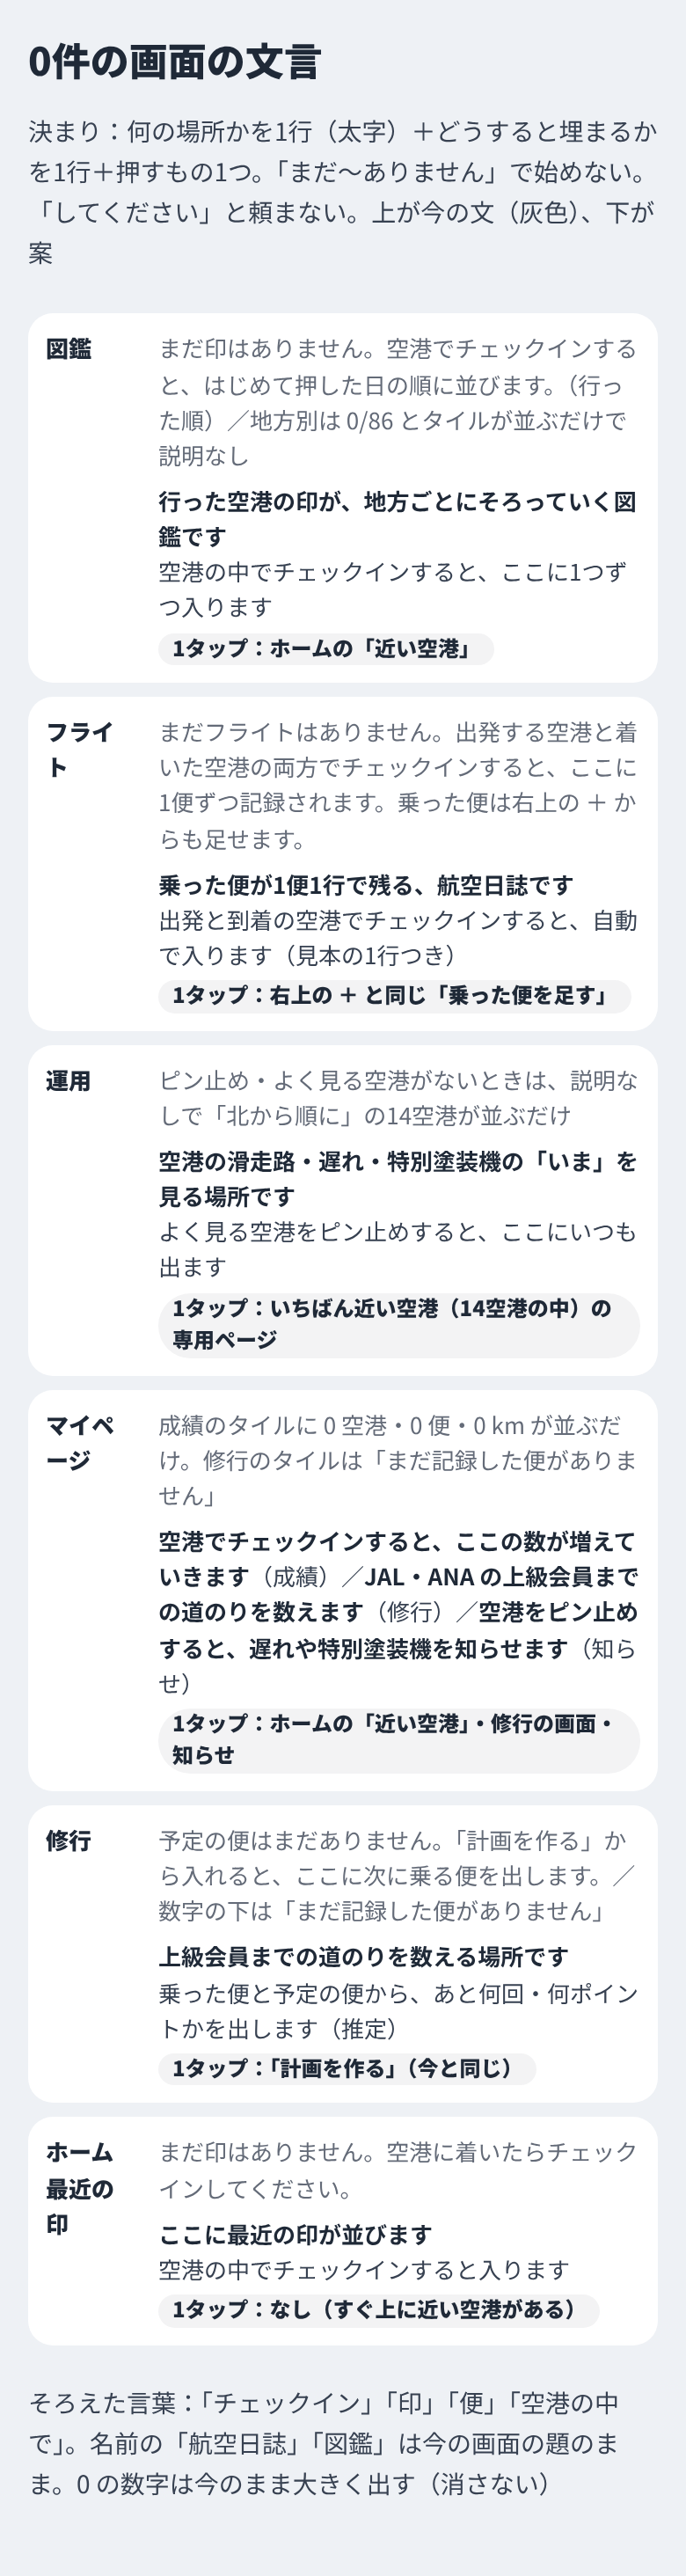 0件の画面の文言
決まり：何の場所かを1行（太字）＋どうすると埋まるか
を1行＋押すもの1つ。「まだ〜ありません」で始めない。
「してください」と頼まない。上が今の文（灰色）、下が
案
図鑑
まだ印はありません。空港でチェックインする
と、はじめて押した日の順に並びます。（行っ
た順）／地方別は 0/86 とタイルが並ぶだけで
説明なし
行った空港の印が、地方ごとにそろっていく図
鑑です
空港の中でチェックインすると、ここに1つず
つ入ります
1タップ：ホームの「近い空港」
フライ
ト
まだフライトはありません。出発する空港と着
いた空港の両方でチェックインすると、ここに
1便ずつ記録されます。乗った便は右上の ＋ か
らも足せます。
乗った便が1便1行で残る、航空日誌です
出発と到着の空港でチェックインすると、自動
で入ります（見本の1行つき）
1タップ：右上の ＋ と同じ「乗った便を足す」
運用
ピン止め・よく見る空港がないときは、説明な
しで「北から順に」の14空港が並ぶだけ
空港の滑走路・遅れ・特別塗装機の「いま」を
見る場所です
よく見る空港をピン止めすると、ここにいつも
出ます
1タップ：いちばん近い空港（14空港の中）の
専用ページ
マイペ
ージ
成績のタイルに 0 空港・0 便・0 km が並ぶだ
け。修行のタイルは「まだ記録した便がありま
せん」
空港でチェックインすると、ここの数が増えて
いきます（成績）／JAL・ANA の上級会員まで
の道のりを数えます（修行）／空港をピン止め
すると、遅れや特別塗装機を知らせます（知ら
せ）
1タップ：ホームの「近い空港」・修行の画面・
知らせ
修行
予定の便はまだありません。「計画を作る」か
ら入れると、ここに次に乗る便を出します。／
数字の下は「まだ記録した便がありません」
上級会員までの道のりを数える場所です
乗った便と予定の便から、あと何回・何ポイン
トかを出します（推定）
1タップ：「計画を作る」（今と同じ）
ホーム
最近の
印
まだ印はありません。空港に着いたらチェック
インしてください。
ここに最近の印が並びます
空港の中でチェックインすると入ります
1タップ：なし（すぐ上に近い空港がある）
そろえた言葉：「チェックイン」「印」「便」「空港の中
で」。名前の「航空日誌」「図鑑」は今の画面の題のま
ま。0 の数字は今のまま大きく出す（消さない）